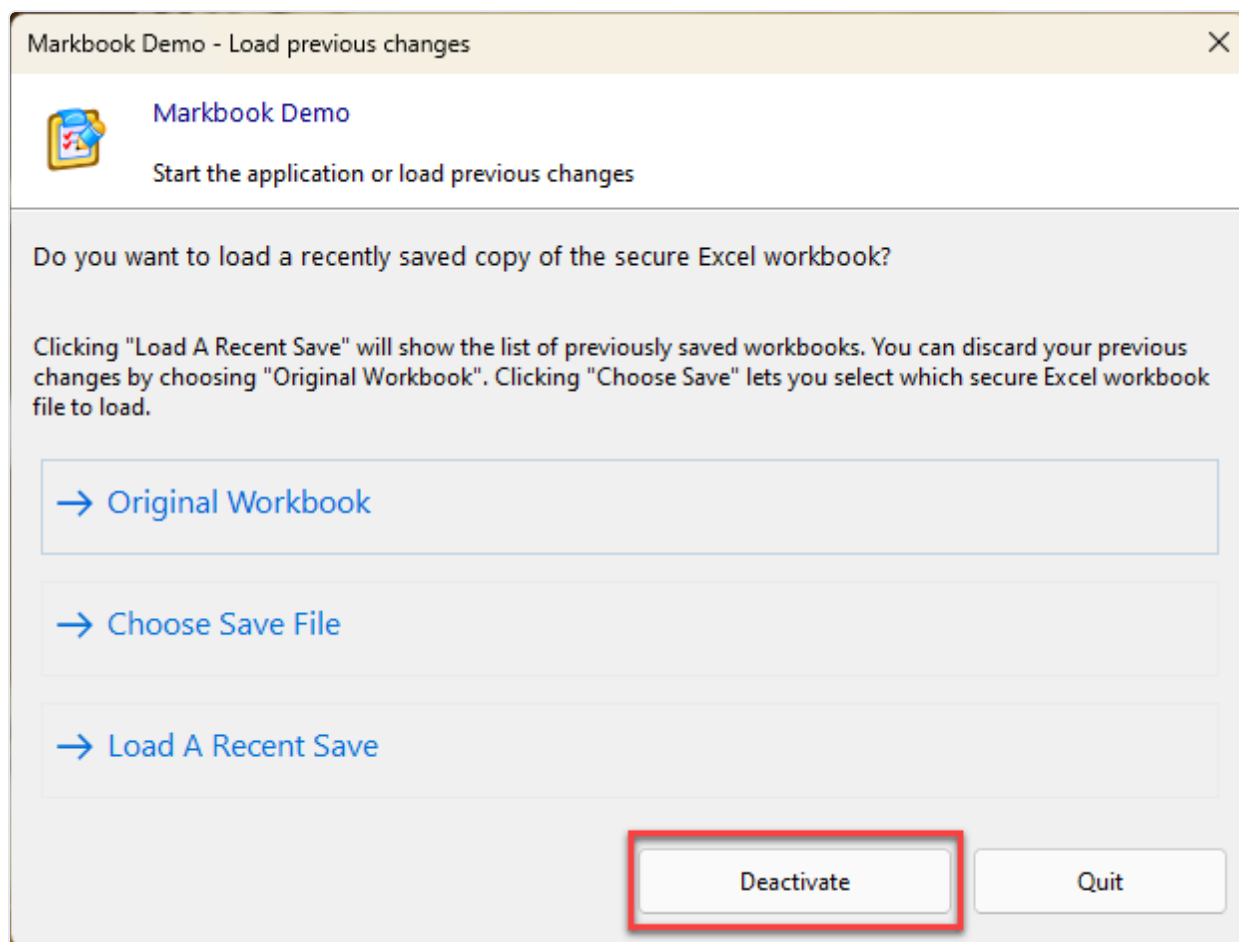 Markbook Demo - Load previous changes
Markbook Demo
Start the application or load previous changes
Do you want to load a recently saved copy of the secure Excel workbook?
Clicking "Load A Recent Save" will show the list of previously saved workbooks. You can discard your previous
changes by choosing "Original Workbook". Clicking "Choose Save" lets you select which secure Excel workbook
file to load.
Original Workbook
Choose Save File
Load A Recent Save
Deactivate
Quit